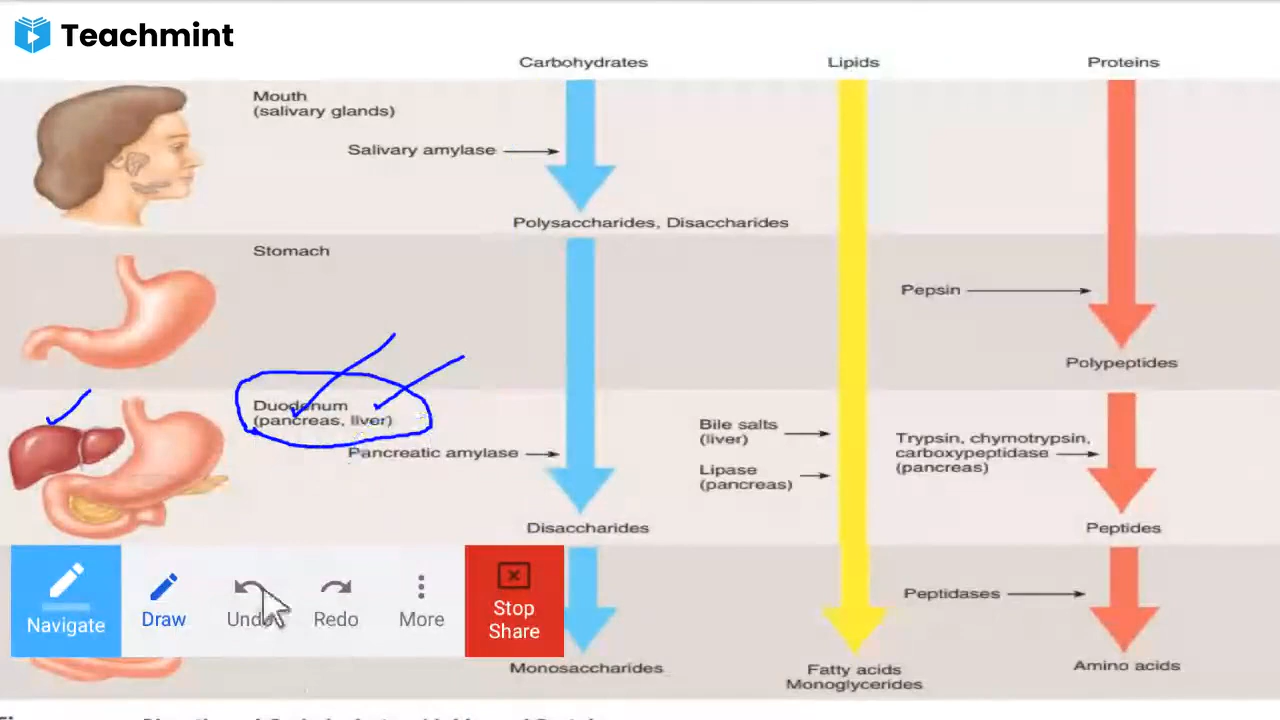 Teachmint
Carbohydrates
Lipids
Proteins
Mouth
(salivary glands)
Salivary amylase
Polysaccharides, Disaccharides
Stomach
Pepsin
Polypeptides
Duodenum
(pancreas, liver)
Pancreatic amylase
Bile salts
(liver)
Lipase
(pancreas)
Trypsin, chymotrypsin,
carboxypeptidase
(pancreas)
Disaccharides
Peptides
Navigate
Draw
Undo
Redo
More
Stop
Share
Peptidases
Monosaccharides
Fatty acids
Monoglycerides
Amino acids